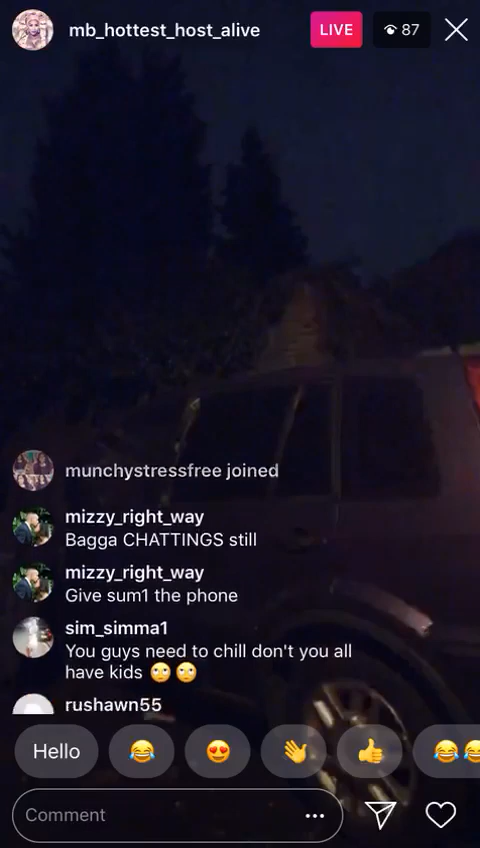 mb_hottest_host_alive
LIVE
87
munchystressfree joined
mizzy_right_way
Bagga CHATTINGS still
mizzy_right_way
Give sum1 the phone
sim_simma1
You guys need to chill don't you all
have kids 🙄🙄
rushawn55
Hello 😂 😍 👋 👍 😂😂
Comment